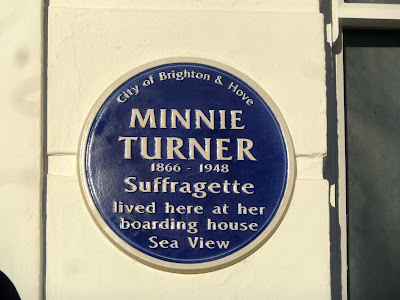 City of Brighton & Hove
MINNIE
TURNER
1866 - 1948
Suffragette
lived here at her
boarding house
Sea View